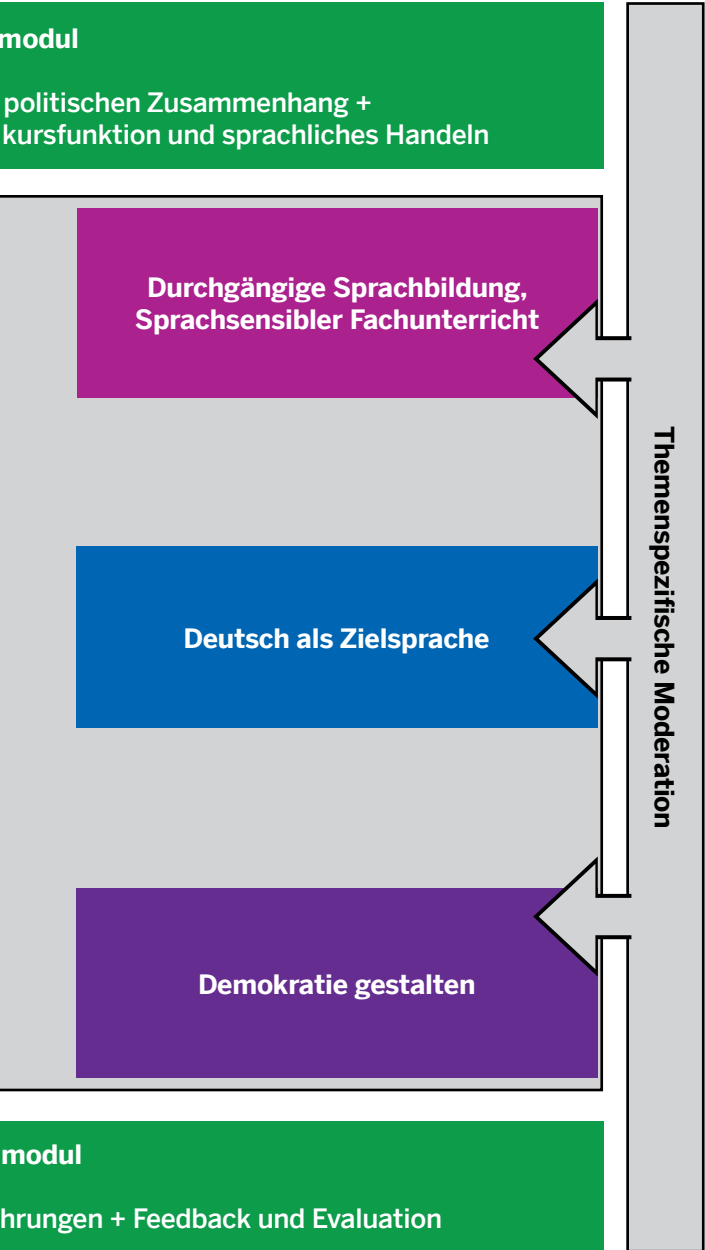 modul
politischen Zusammenhang +
kursfunktion und sprachliches Handeln
Durchgängige Sprachbildung,
Sprachsensibler Fachunterricht
Deutsch als Zielsprache
Demokratie gestalten
Themenspezifische Moderation
modul
hrungen + Feedback und Evaluation